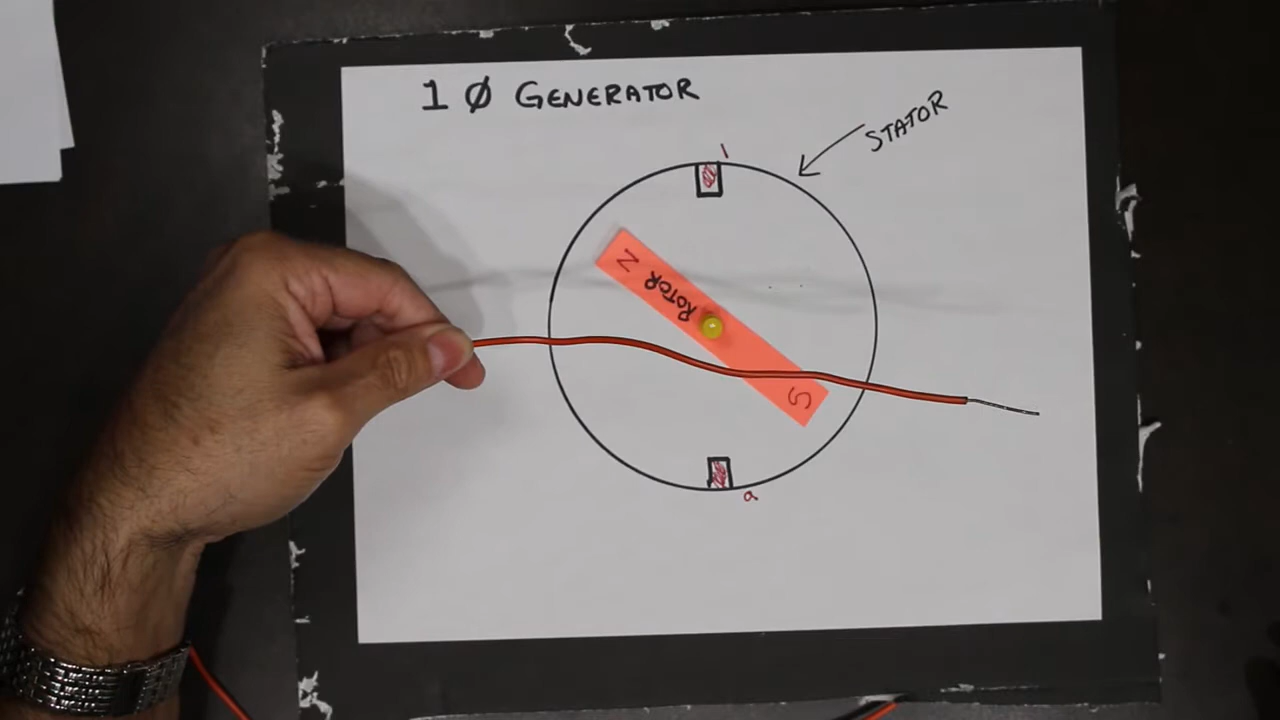 1 Ø GENERATOR
STATOR
1
N
ROTOR
S
a